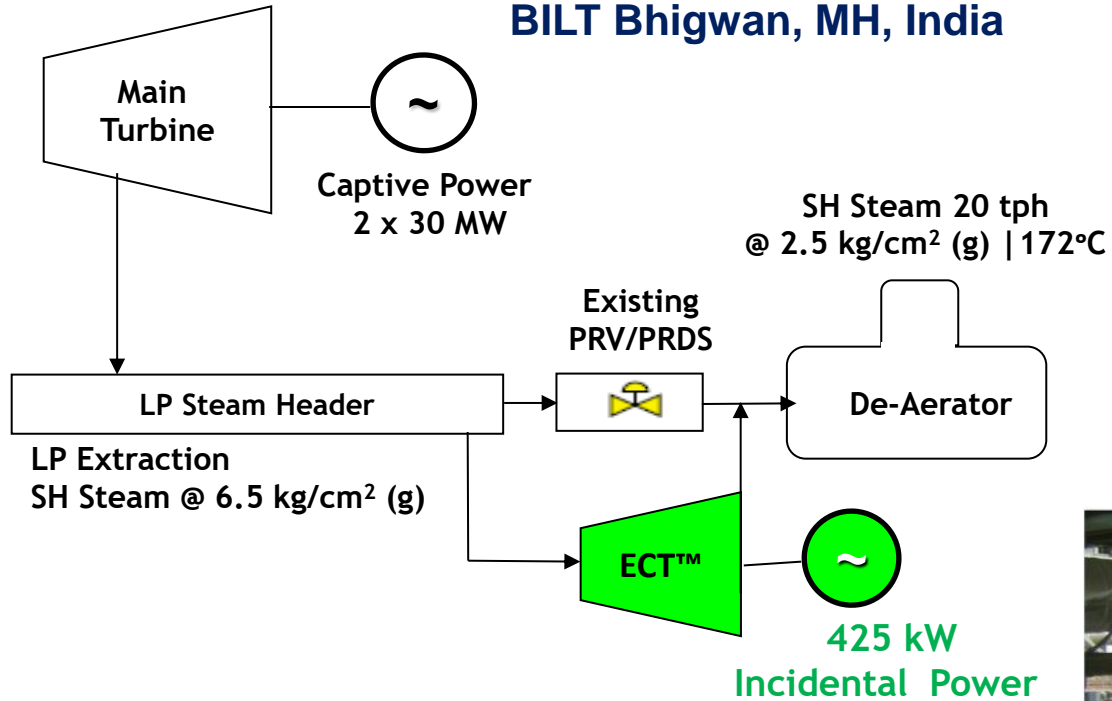 BILT Bhigwan, MH, India
Main
Turbine
~
Captive Power
2 x 30 MW
SH Steam 20 tph
@ 2.5 kg/cm² (g) |172°C
Existing
PRV/PRDS
LP Steam Header
De-Aerator
LP Extraction
SH Steam @ 6.5 kg/cm² (g)
ECT™
~
425 kW
Incidental Power